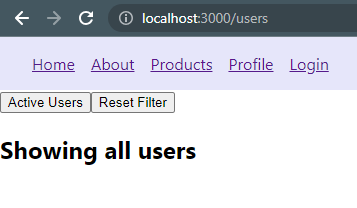 localhost:3000/users
Home About Products Profile Login
Active Users Reset Filter
Showing all users